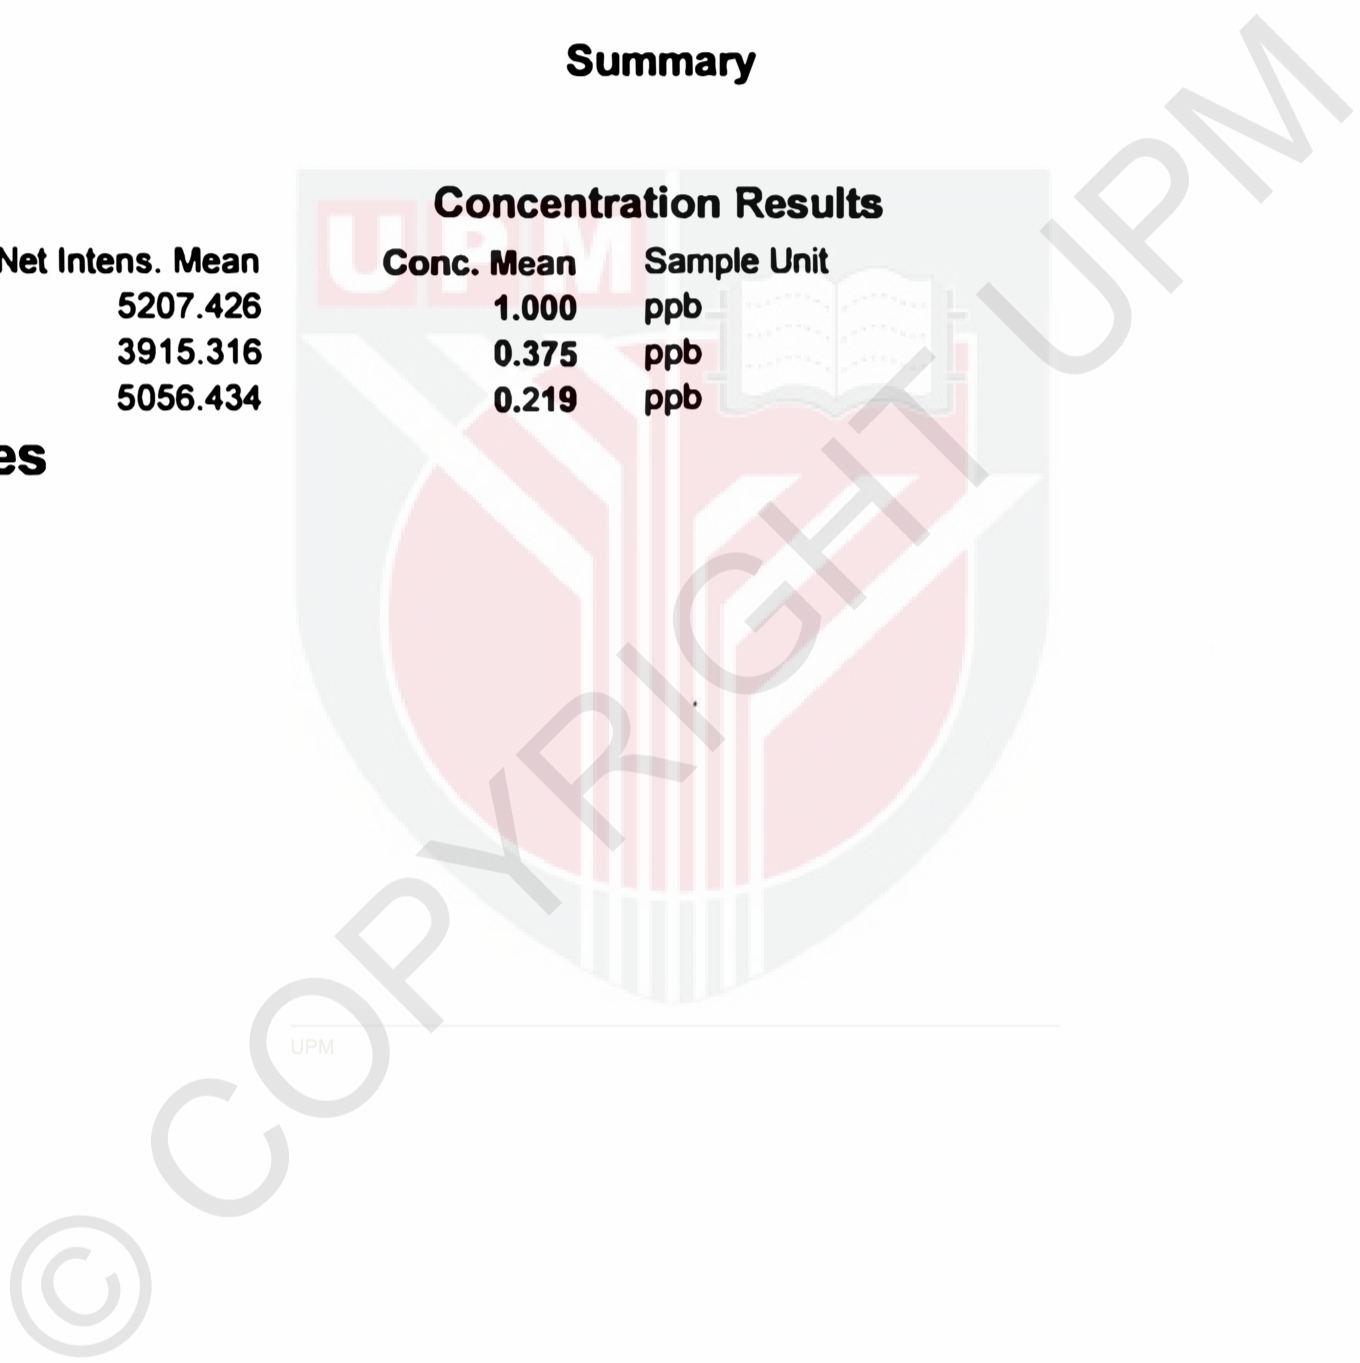 Summary
Concentration Results
Net Intens. Mean Conc. Mean Sample Unit
5207.426 1.000 ppb
3915.316 0.375 ppb
5056.434 0.219 ppb
es
UPM
UPM
© COPYRIGHT UPM